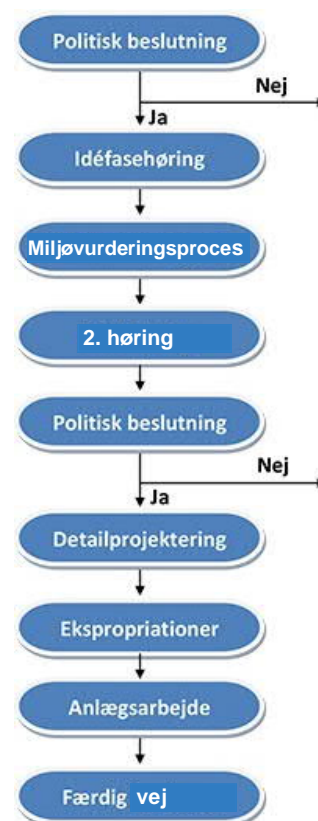 Politisk beslutning
Nej
Ja
Idéfasehøring
Miljøvurderingsproces
2. høring
Politisk beslutning
Nej
Ja
Detailprojektering
Ekspropriationer
Anlægsarbejde
Færdig vej